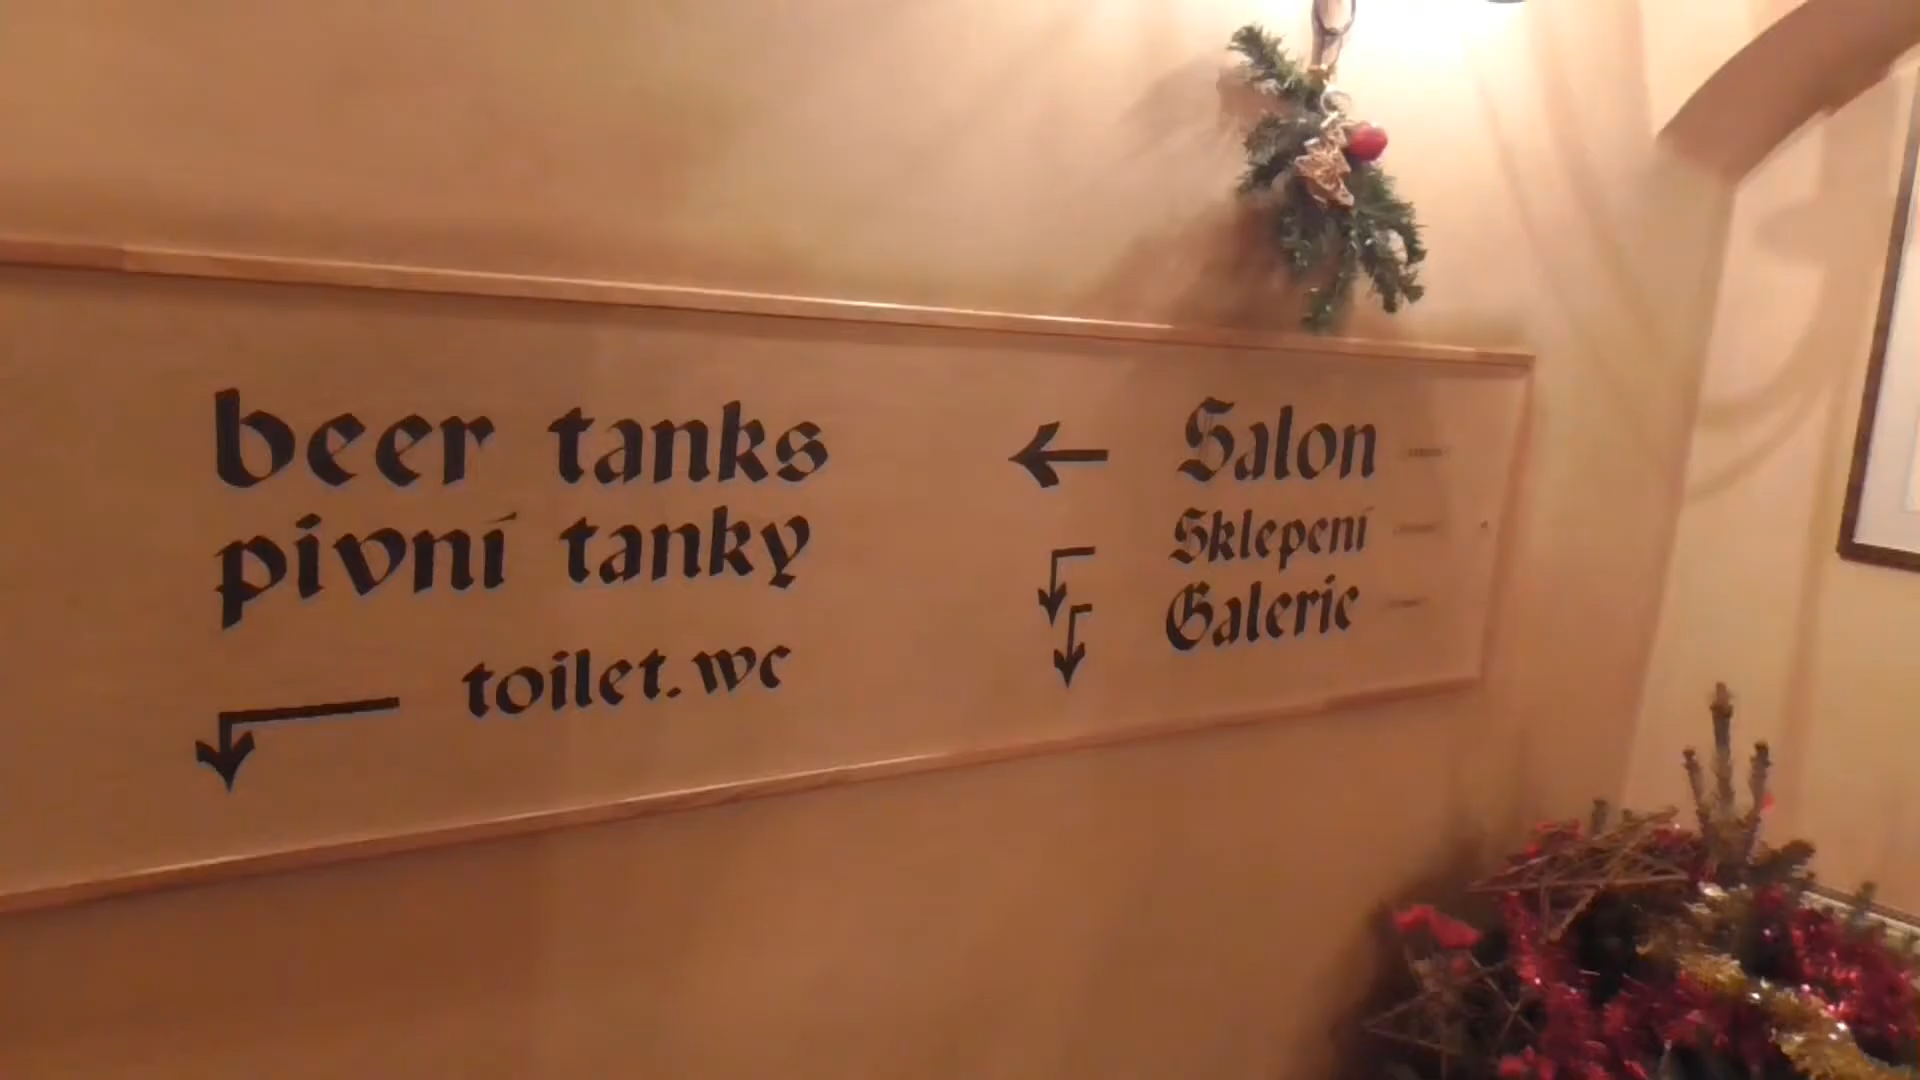 beer tanks
pivní tanky
toilet.wc
Salon
Sklepení
Galerie